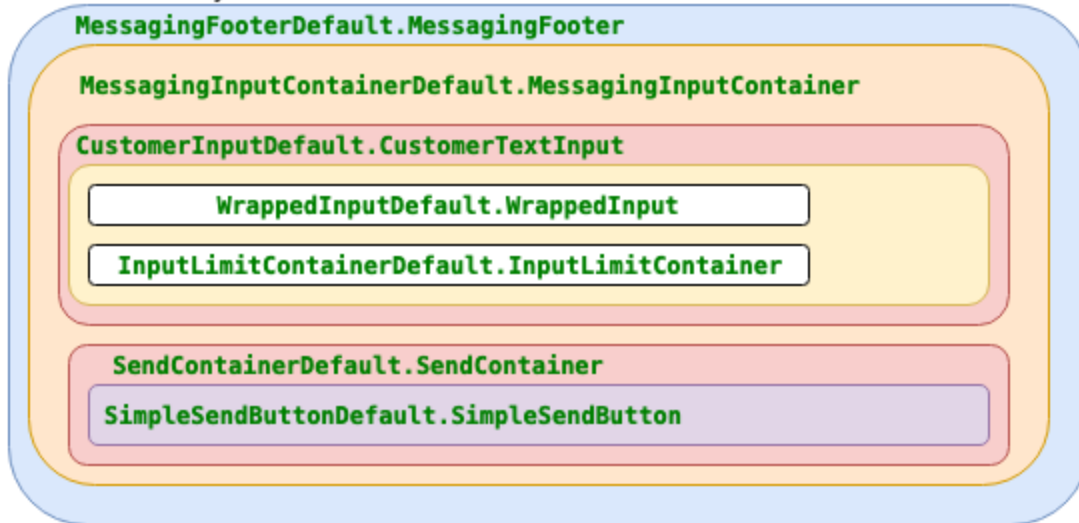 MessagingFooterDefault.MessagingFooter
MessagingInputContainerDefault.MessagingInputContainer
CustomerInputDefault.CustomerTextInput
WrappedInputDefault.WrappedInput
InputLimitContainerDefault.InputLimitContainer
SendContainerDefault.SendContainer
SimpleSendButtonDefault.SimpleSendButton